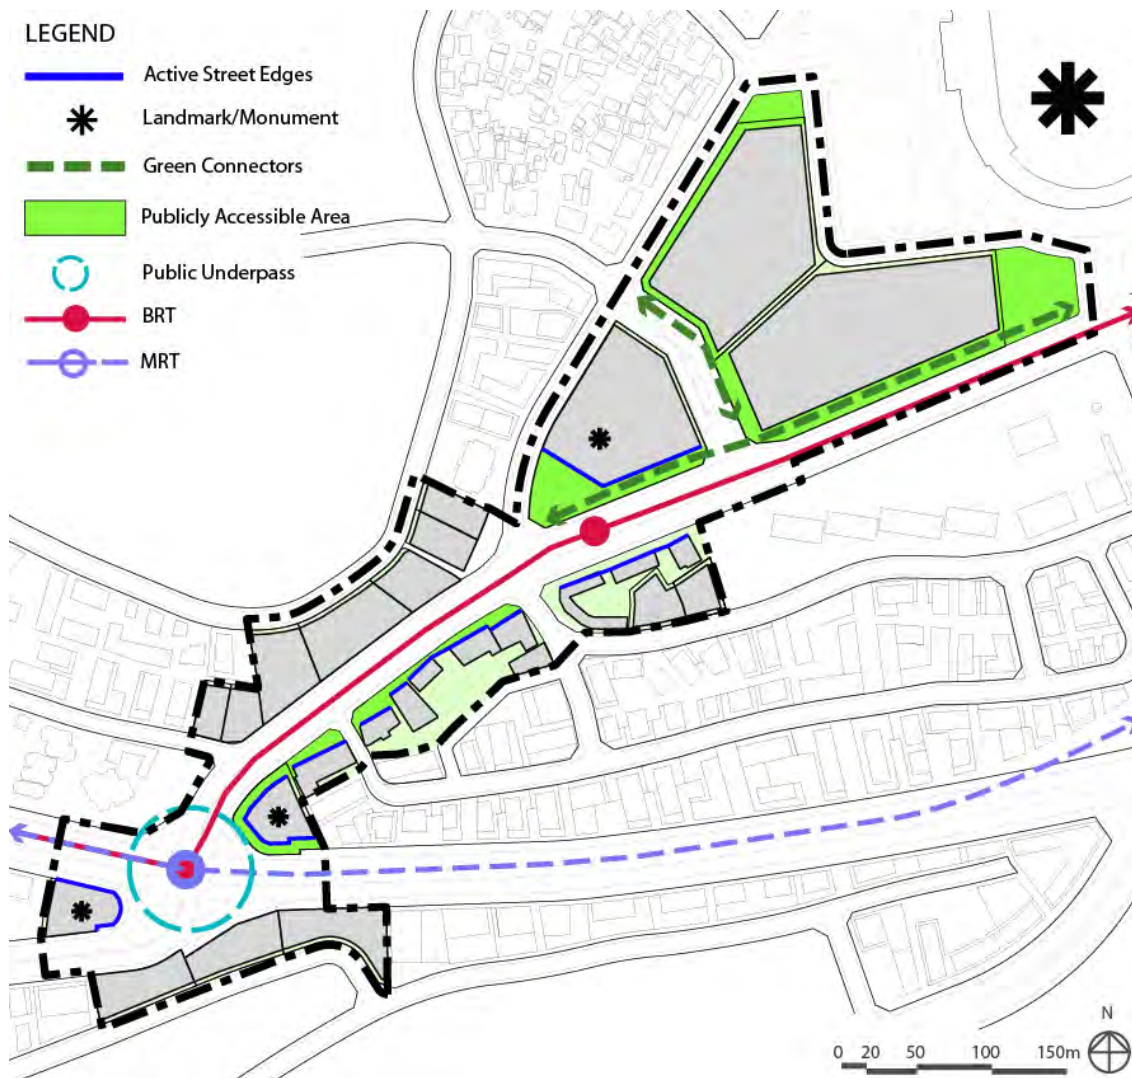 LEGEND
Active Street Edges
Landmark/Monument
Green Connectors
Publicly Accessible Area
Public Underpass
BRT
MRT
N
0 20 50 100 150m